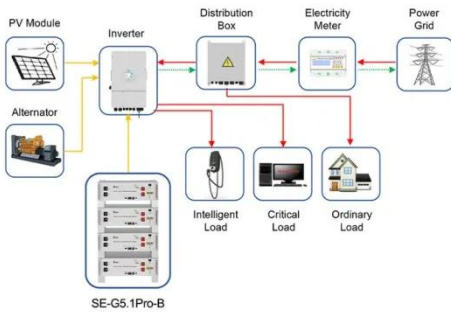 PV Module
Inverter
Distribution
Box
Electricity
Meter
Power
Grid
Alternator
Intelligent
Load
Critical
Load
Ordinary
Load
SE-G5.1Pro-B